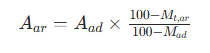 A_{ar} = A_{ad} × \frac{100-M_{t,ar}}{100-M_{ad}}